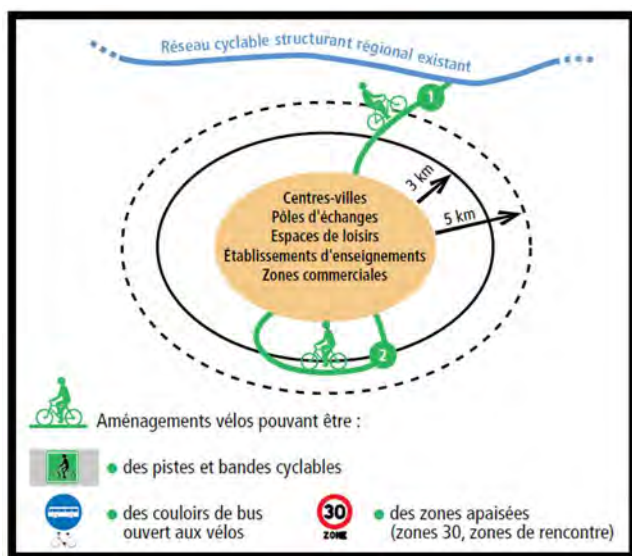 Réseau cyclable structurant régional existant
1
3 km
5 km
Centres-villes
Pôles d'échanges
Espaces de loisirs
Établissements d'enseignements
Zones commerciales
2
Aménagements vélos pouvant être :
• des pistes et bandes cyclables
• des couloirs de bus
ouvert aux vélos
30
ZONE
• des zones apaisées
(zones 30, zones de rencontre)